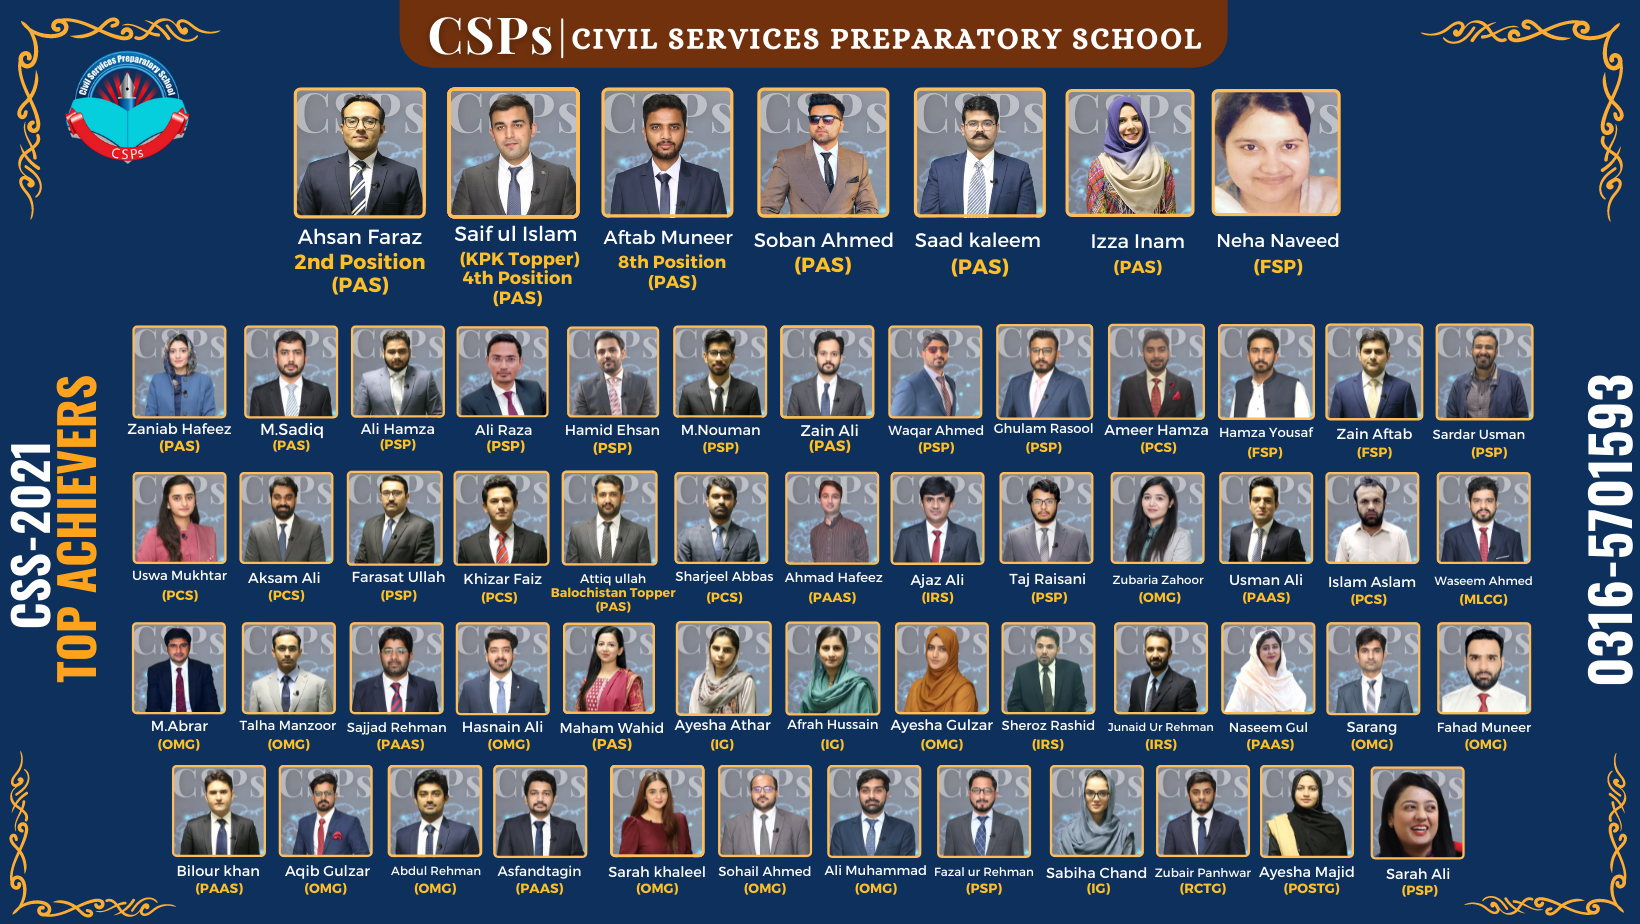 CSPs | CIVIL SERVICES PREPARATORY SCHOOL
Civil Services Preparatory School
CSPs
Ahsan Faraz
2nd Position
(PAS)
Saif ul Islam
(KPK Topper)
4th Position
(PAS)
Aftab Muneer
8th Position
(PAS)
Soban Ahmed
(PAS)
Saad kaleem
(PAS)
Izza Inam
(PAS)
Neha Naveed
(FSP)
CSS-2021
TOP ACHIEVERS
Zaniab Hafeez
(PAS)
M.Sadiq
(PAS)
Ali Hamza
(PSP)
Ali Raza
(PSP)
Hamid Ehsan
(PSP)
M.Nouman
(PSP)
Zain Ali
(PAS)
Waqar Ahmed
(PSP)
Ghulam Rasool
(PSP)
Ameer Hamza
(PCS)
Hamza Yousaf
(FSP)
Zain Aftab
(FSP)
Sardar Usman
(PSP)
Uswa Mukhtar
(PCS)
Aksam Ali
(PCS)
Farasat Ullah
(PSP)
Khizar Faiz
(PCS)
Attiq ullah
Balochistan Topper
(PAS)
Sharjeel Abbas
(PCS)
Ahmad Hafeez
(PAAS)
Ajaz Ali
(IRS)
Taj Raisani
(PSP)
Zubaria Zahoor
(OMG)
Usman Ali
(PAAS)
Islam Aslam
(PCS)
Waseem Ahmed
(MLCG)
M.Abrar
(OMG)
Talha Manzoor
(OMG)
Sajjad Rehman
(PAAS)
Hasnain Ali
(OMG)
Maham Wahid
(PAS)
Ayesha Athar
(IG)
Afrah Hussain
(IG)
Ayesha Gulzar
(OMG)
Sheroz Rashid
(IRS)
Junaid Ur Rehman
(IRS)
Naseem Gul
(PAAS)
Sarang
(OMG)
Fahad Muneer
(OMG)
Bilour khan
(PAAS)
Aqib Gulzar
(OMG)
Abdul Rehman
(OMG)
Asfandtagin
(PAAS)
Sarah khaleel
(OMG)
Sohail Ahmed
(OMG)
Ali Muhammad
(OMG)
Fazal ur Rehman
(PSP)
Sabiha Chand
(IG)
Zubair Panhwar
(RCTG)
Ayesha Majid
(POSTG)
Sarah Ali
(PSP)
0316-5701593